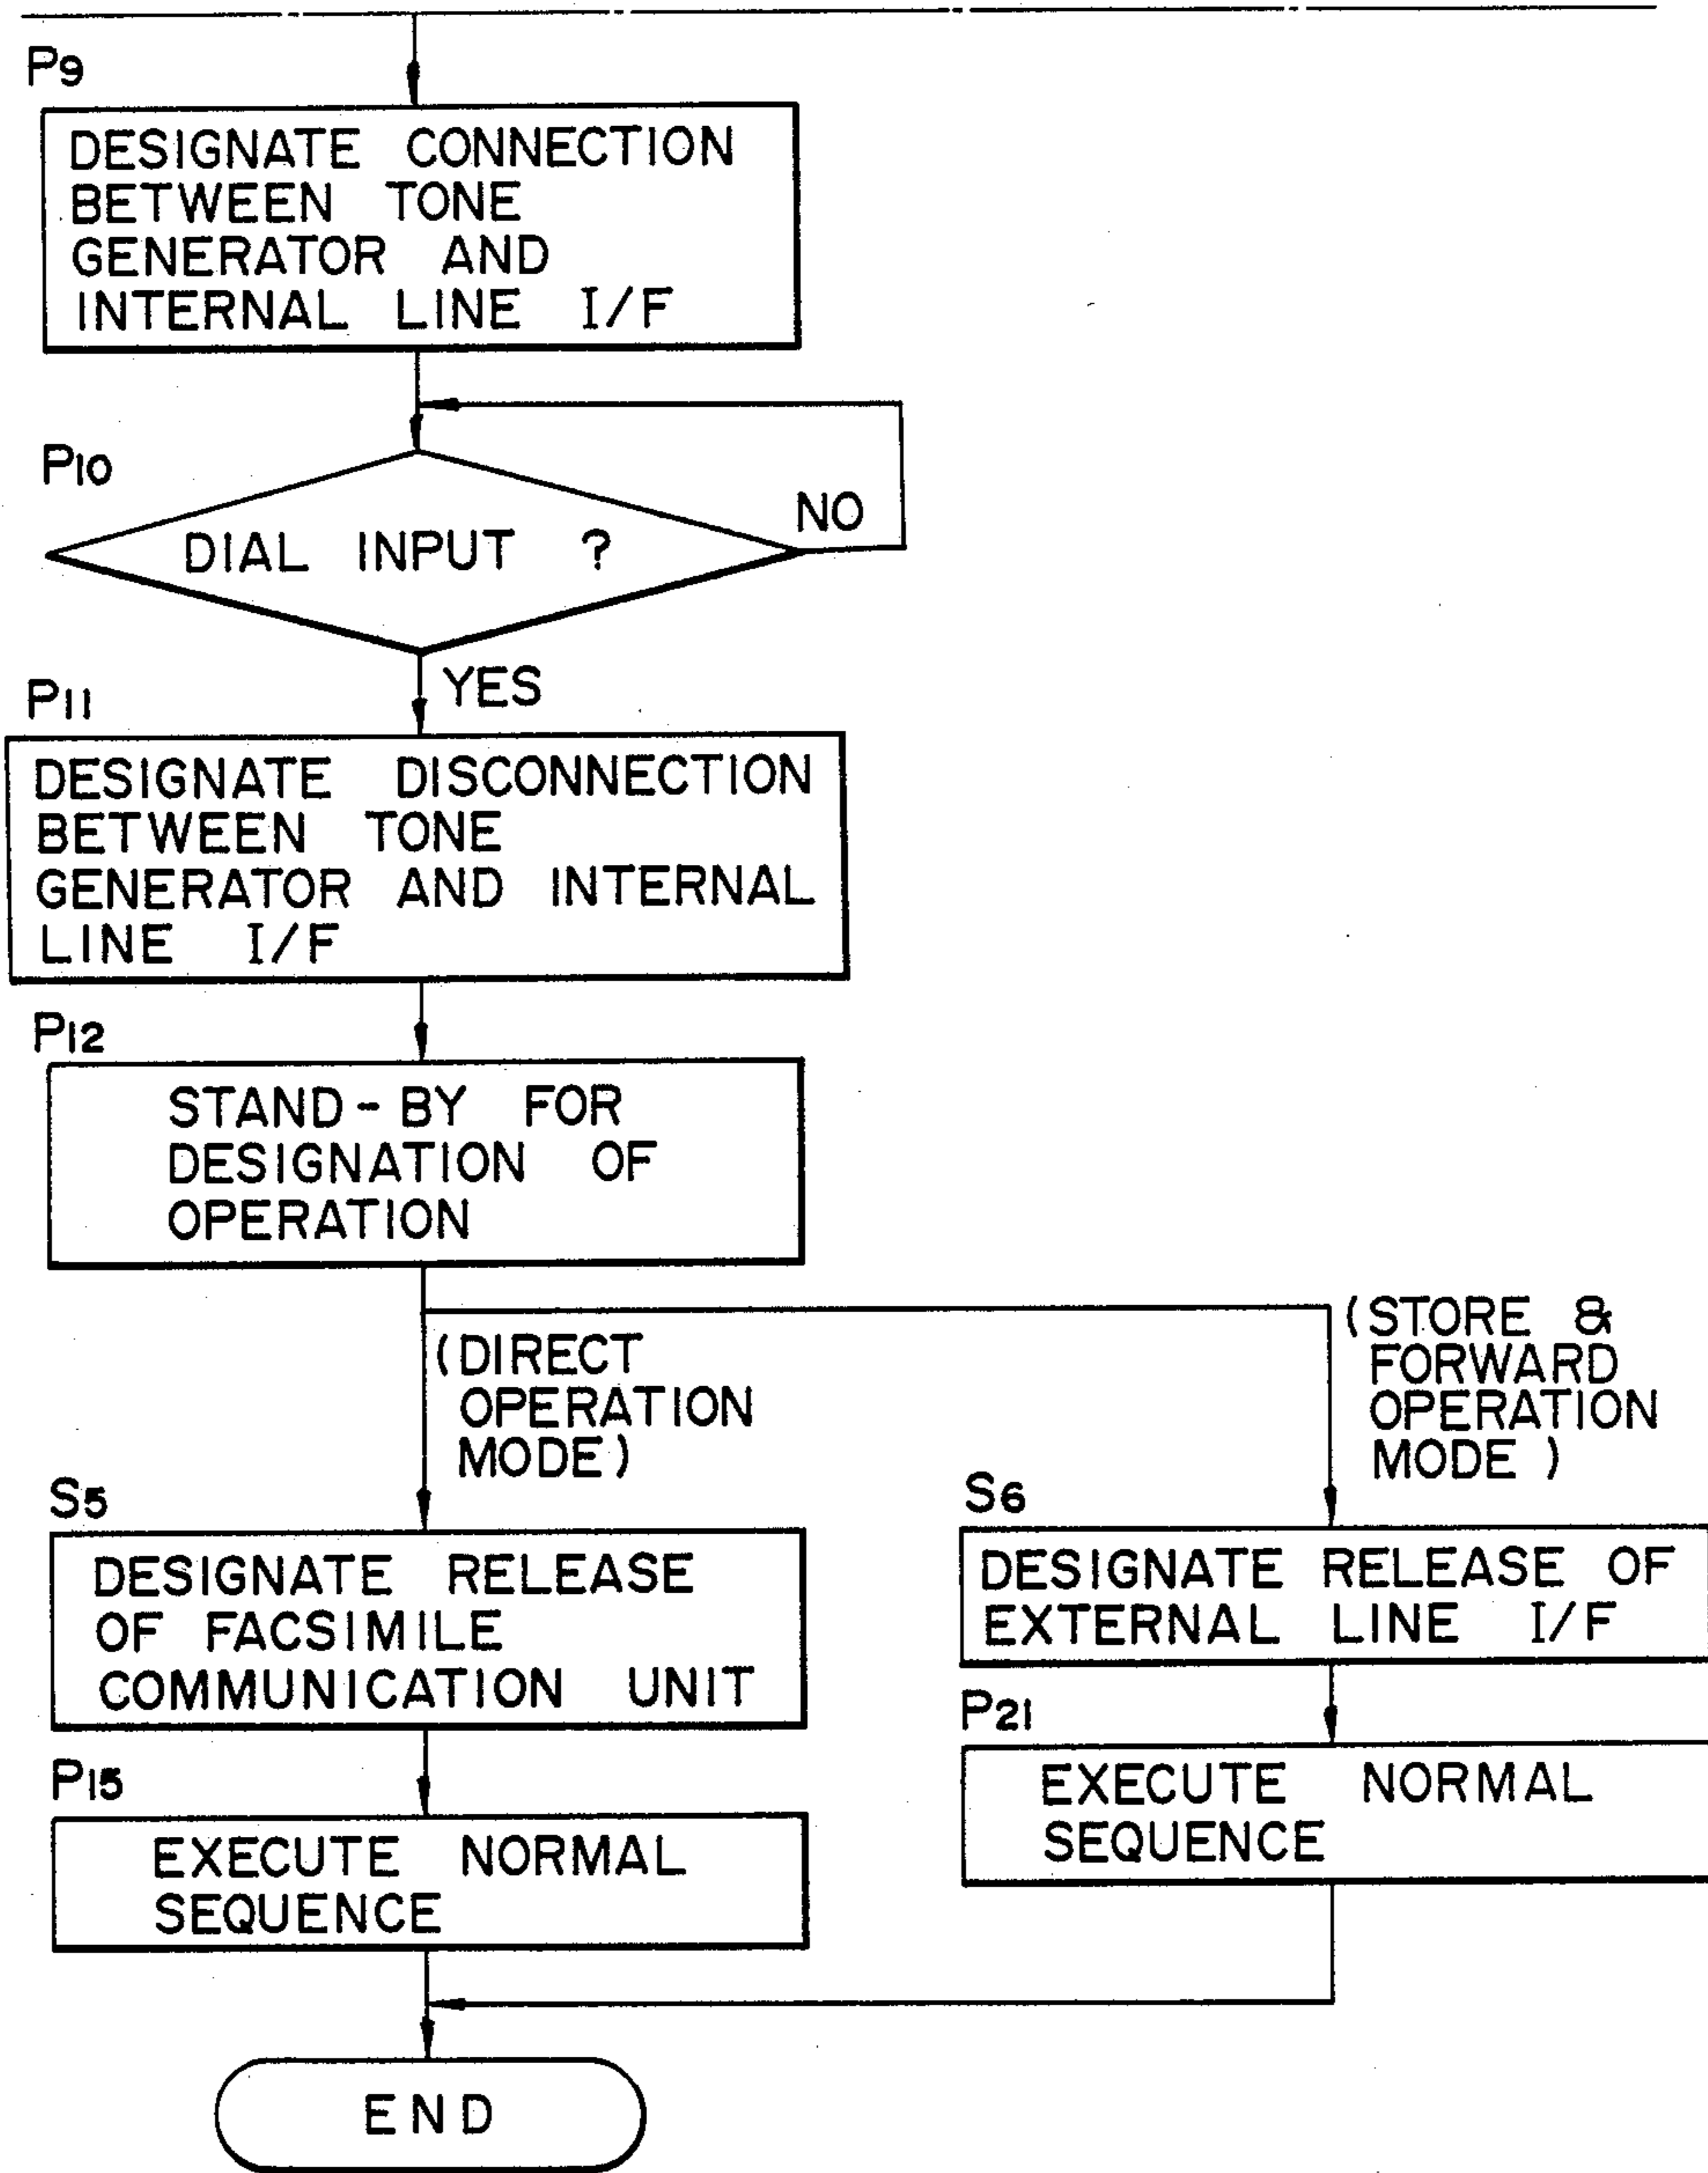 P9
DESIGNATE CONNECTION
BETWEEN TONE
GENERATOR AND
INTERNAL LINE I/F
P10
DIAL INPUT ?
NO
YES
P11
DESIGNATE DISCONNECTION
BETWEEN TONE
GENERATOR AND INTERNAL
LINE I/F
P12
STAND-BY FOR
DESIGNATION OF
OPERATION
(DIRECT
OPERATION
MODE)
(STORE &
FORWARD
OPERATION
MODE)
S5
DESIGNATE RELEASE
OF FACSIMILE
COMMUNICATION UNIT
S6
DESIGNATE RELEASE OF
EXTERNAL LINE I/F
P15
EXECUTE NORMAL
SEQUENCE
P21
EXECUTE NORMAL
SEQUENCE
END